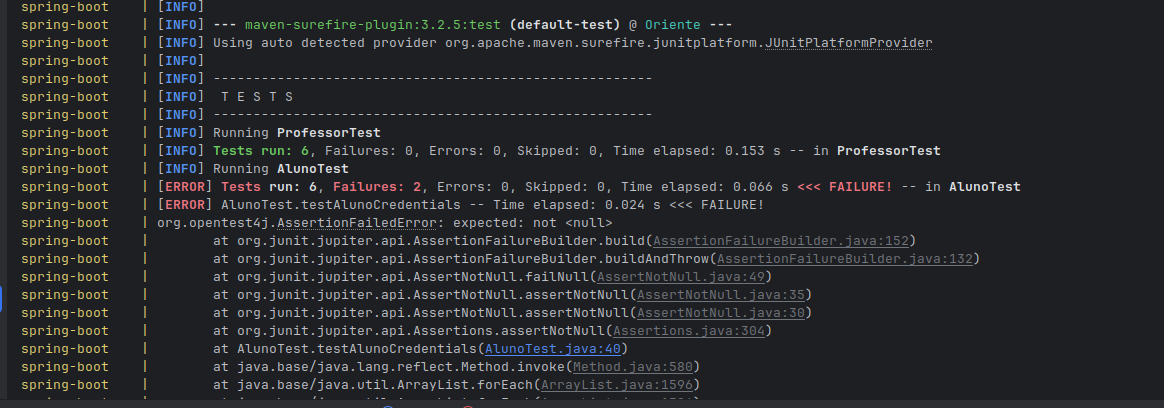 spring-boot | [INFO]
spring-boot | [INFO] --- maven-surefire-plugin:3.2.5:test (default-test) @ Oriente ---
spring-boot | [INFO] Using auto detected provider org.apache.maven.surefire.junitplatform.JUnitPlatformProvider
spring-boot | [INFO]
spring-boot | [INFO] -------------------------------------------------------
spring-boot | [INFO]  T E S T S
spring-boot | [INFO] -------------------------------------------------------
spring-boot | [INFO] Running ProfessorTest
spring-boot | [INFO] Tests run: 6, Failures: 0, Errors: 0, Skipped: 0, Time elapsed: 0.153 s -- in ProfessorTest
spring-boot | [INFO] Running AlunoTest
spring-boot | [ERROR] Tests run: 6, Failures: 2, Errors: 0, Skipped: 0, Time elapsed: 0.066 s <<< FAILURE! -- in AlunoTest
spring-boot | [ERROR] AlunoTest.testAlunoCredentials -- Time elapsed: 0.024 s <<< FAILURE!
spring-boot | org.opentest4j.AssertionFailedError: expected: not <null>
spring-boot | at org.junit.jupiter.api.AssertionFailureBuilder.build(AssertionFailureBuilder.java:152)
spring-boot | at org.junit.jupiter.api.AssertionFailureBuilder.buildAndThrow(AssertionFailureBuilder.java:132)
spring-boot | at org.junit.jupiter.api.AssertNotNull.failNull(AssertNotNull.java:49)
spring-boot | at org.junit.jupiter.api.AssertNotNull.assertNotNull(AssertNotNull.java:35)
spring-boot | at org.junit.jupiter.api.AssertNotNull.assertNotNull(AssertNotNull.java:30)
spring-boot | at org.junit.jupiter.api.Assertions.assertNotNull(Assertions.java:304)
spring-boot | at AlunoTest.testAlunoCredentials(AlunoTest.java:40)
spring-boot | at java.base/java.lang.reflect.Method.invoke(Method.java:580)
spring-boot | at java.base/java.util.ArrayList.forEach(ArrayList.java:1596)